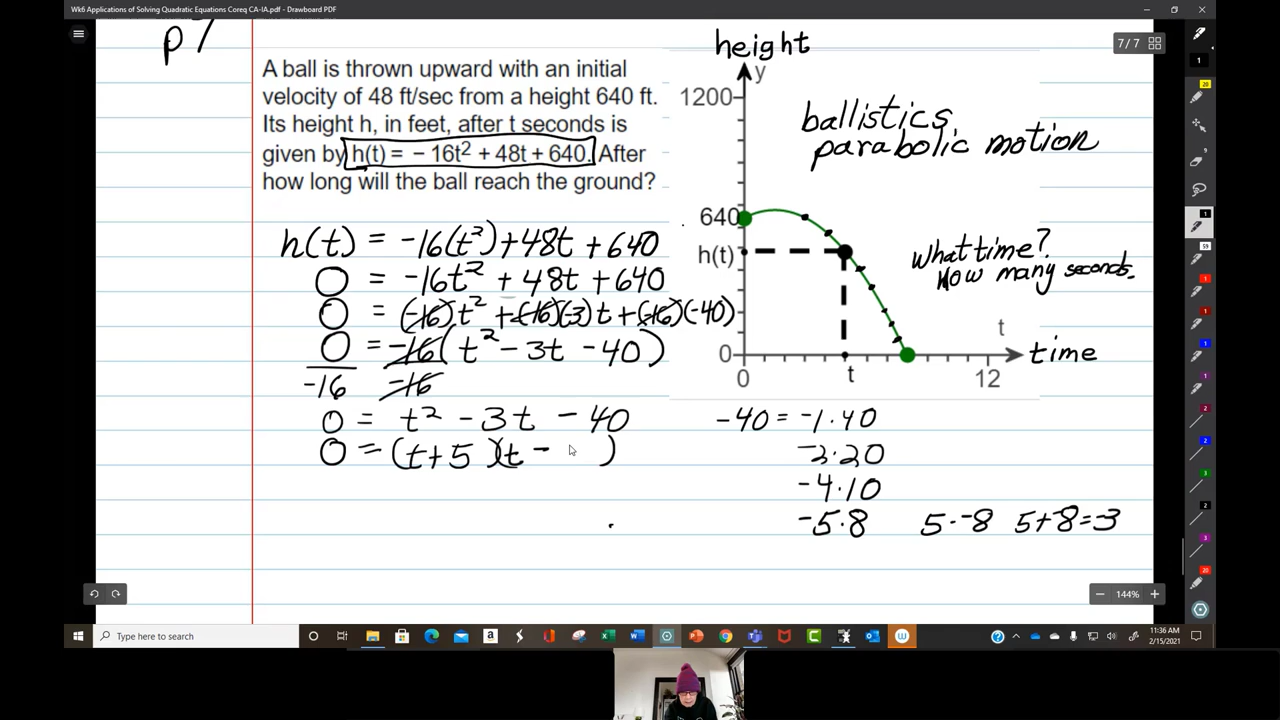 Wk6 Applications of Solving Quadratic Equations Coreq CA-IA.pdf - Drawboard PDF
p7
7/7
A ball is thrown upward with an initial
velocity of 48 ft/sec from a height 640 ft.
Its height h, in feet, after t seconds is
given by h(t) = − 16t² + 48t + 640. After
how long will the ball reach the ground?
h(t) = -16(t²) + 48t + 640
0 = -16t² + 48t + 640
0 = (-16)t² + (-16)(-3)t + (-16)(-40)
0 = -16(t² - 3t - 40)
-16 -16
0 = t² - 3t - 40
0 = (t + 5)(t - )
height
y
1200
640
h(t)
0
0
t
12
t
time
ballistics
parabolic motion
What time?
How many seconds.
-40 = -1·40
-2·20
-4·10
-5·8 5·-8 5+-8=-3
144%
Type here to search
11:36 AM
2/15/2021